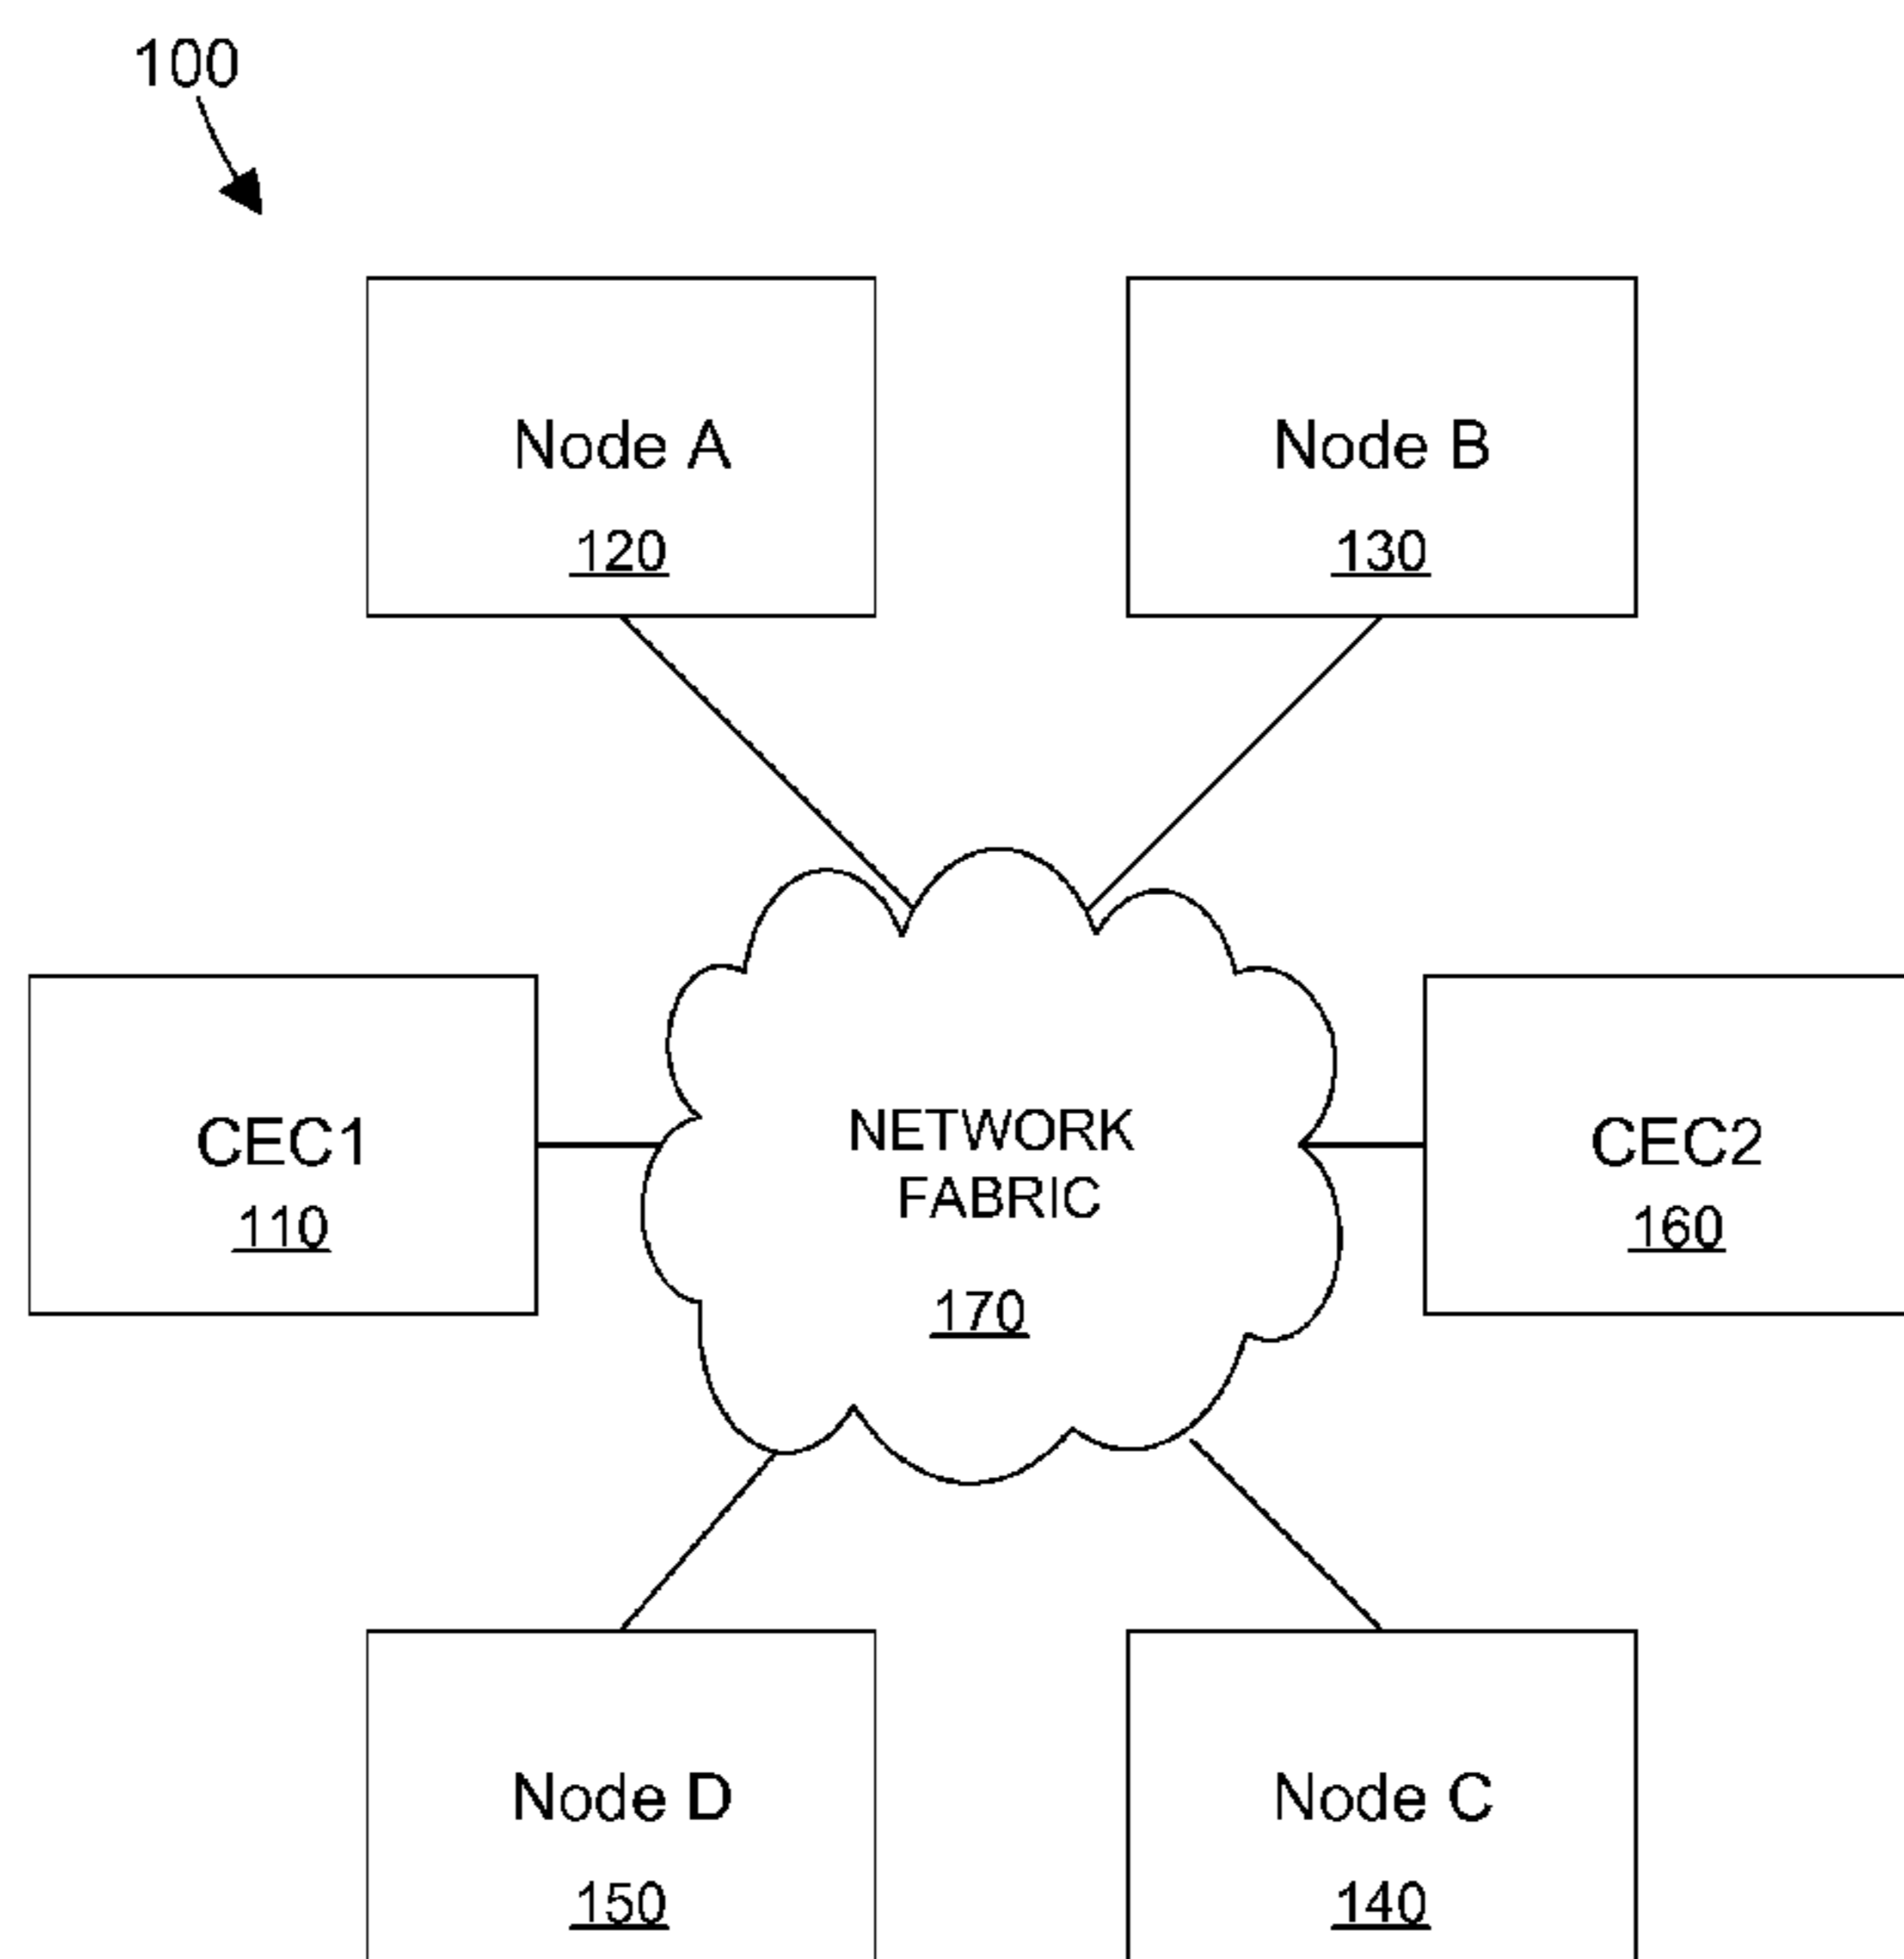 100
Node A
120
Node B
130
CEC1
110
NETWORK
FABRIC
170
CEC2
160
Node D
150
Node C
140